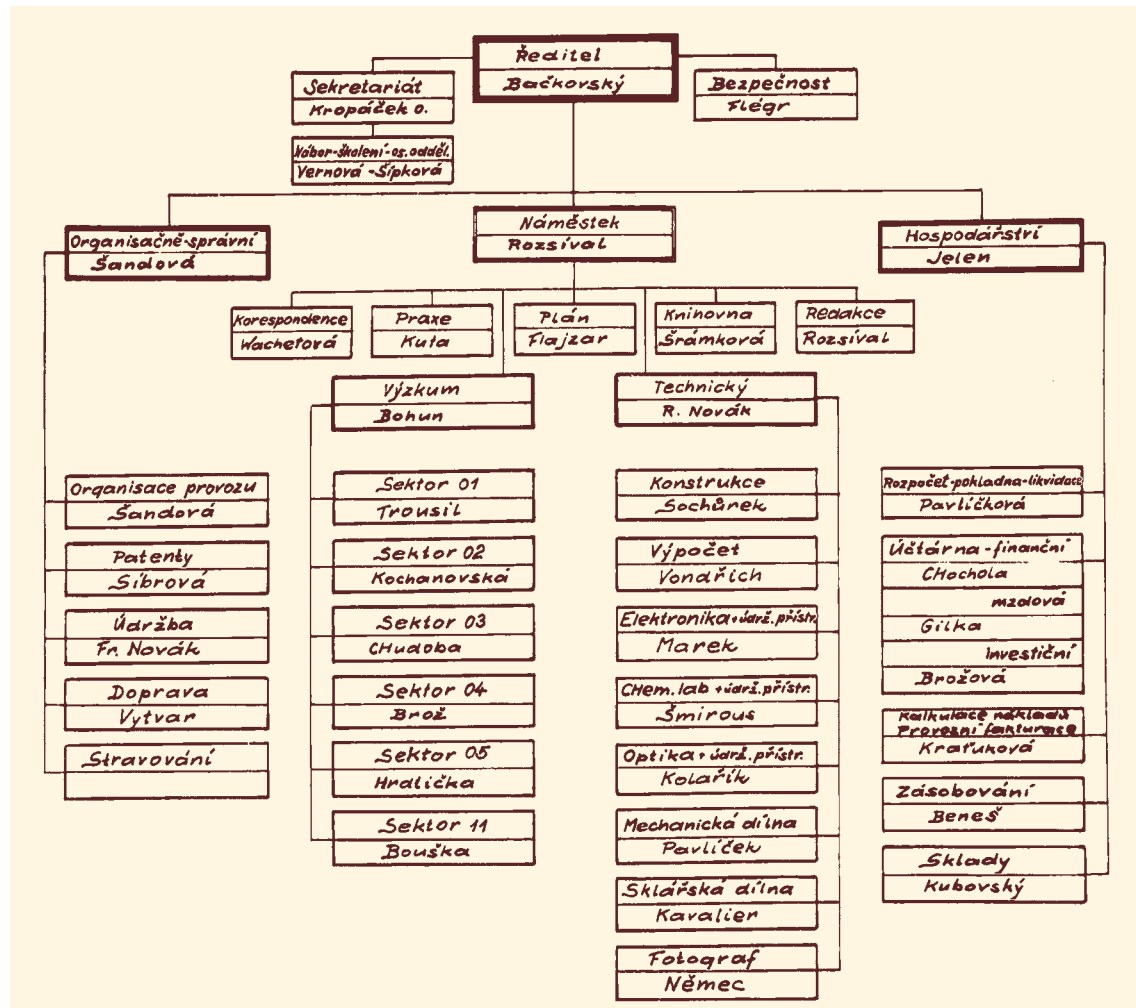 Ředitel
Bačkovský
Sekretariát
Kropáček o.
Bezpečnost
Flégr
Nábor-školení-os.odděl.
Vernová-Šípková
Organisačně-správní
Šandová
Náměstek
Rozsíval
Hospodářství
Jelen
Korespondence
Wachetová
Praxe
Kuta
Plán
Flajzar
Knihovna
Šrámková
Redakce
Rozsíval
Výzkum
Bohun
Technický
R. Novák
Organisace provozu
Šandová
Patenty
Síbrová
Údržba
Fr. Novák
Doprava
Vytvar
Stravování
Sektor 01
Trousil
Sektor 02
Kochanovská
Sektor 03
CHudoba
Sektor 04
Brož
Sektor 05
Hrdlička
Sektor 11
Bouška
Konstrukce
Sochůrek
Výpočet
Vondřich
Elektronika+údrž.přístr.
Marek
CHem.lab +údrž.přístr.
Šmirous
Optika+údrž.přístr.
Kolařík
Mechanická dílna
Pavlíček
Sklářská dílna
Kavalier
Fotograf
Němec
Rozpočet-pokladna-likvidace
Pavlíčková
Účtárna-finanční
CHochola
mzdová
Gilka
Investiční
Brožová
Kalkulace nákladů
Provozní fakturace
Kraťuková
Zásobování
Beneš
Sklady
Kubovský